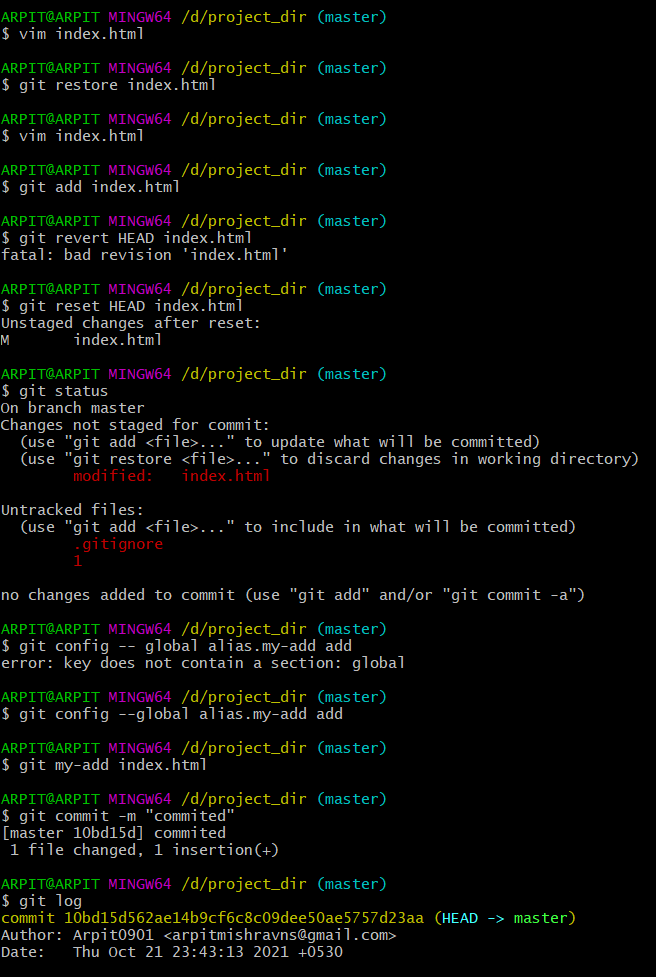 ARPIT@ARPIT MINGW64 /d/project_dir (master)
$ vim index.html

ARPIT@ARPIT MINGW64 /d/project_dir (master)
$ git restore index.html

ARPIT@ARPIT MINGW64 /d/project_dir (master)
$ vim index.html

ARPIT@ARPIT MINGW64 /d/project_dir (master)
$ git add index.html

ARPIT@ARPIT MINGW64 /d/project_dir (master)
$ git revert HEAD index.html
fatal: bad revision 'index.html'

ARPIT@ARPIT MINGW64 /d/project_dir (master)
$ git reset HEAD index.html
Unstaged changes after reset:
M       index.html

ARPIT@ARPIT MINGW64 /d/project_dir (master)
$ git status
On branch master
Changes not staged for commit:
  (use "git add <file>..." to update what will be committed)
  (use "git restore <file>..." to discard changes in working directory)
        modified:   index.html

Untracked files:
  (use "git add <file>..." to include in what will be committed)
        .gitignore
        1

no changes added to commit (use "git add" and/or "git commit -a")

ARPIT@ARPIT MINGW64 /d/project_dir (master)
$ git config -- global alias.my-add add
error: key does not contain a section: global

ARPIT@ARPIT MINGW64 /d/project_dir (master)
$ git config --global alias.my-add add

ARPIT@ARPIT MINGW64 /d/project_dir (master)
$ git my-add index.html

ARPIT@ARPIT MINGW64 /d/project_dir (master)
$ git commit -m "commited"
[master 10bd15d] commited
 1 file changed, 1 insertion(+)

ARPIT@ARPIT MINGW64 /d/project_dir (master)
$ git log
commit 10bd15d562ae14b9cf6c8c09dee50ae5757d23aa (HEAD -> master)
Author: Arpit0901 <arpitmishravns@gmail.com>
Date:   Thu Oct 21 23:43:13 2021 +0530